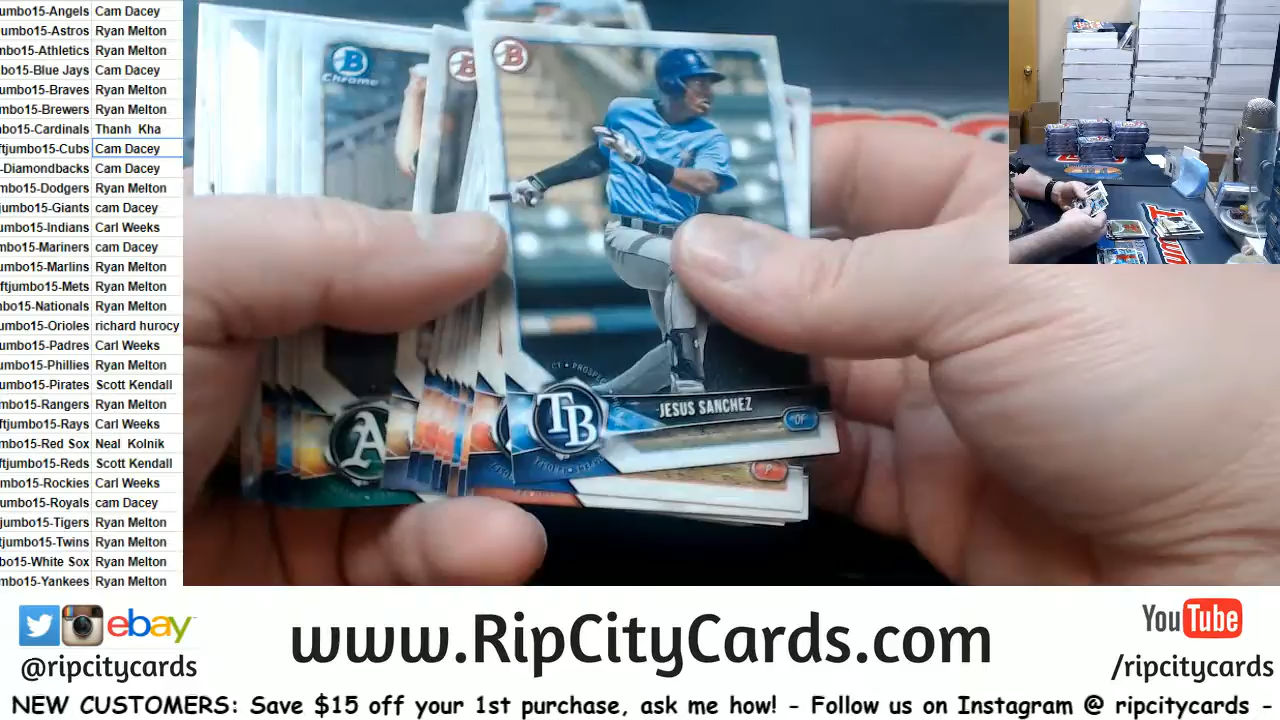 umbo15-Angels Cam Dacey
umbo15-Astros Ryan Melton
mbo15-Athletics Ryan Melton
bo15-Blue Jays Cam Dacey
umbo15-Braves Ryan Melton
mbo15-Brewers Ryan Melton
nbo15-Cardinals Thanh Kha
ftjumbo15-Cubs Cam Dacey
-Diamondbacks Cam Dacey
mbo15-Dodgers Ryan Melton
jumbo15-Giants cam Dacey
umbo15-Indians Carl Weeks
mbo15-Mariners cam Dacey
umbo15-Marlins Ryan Melton
ftjumbo15-Mets Ryan Melton
nbo15-Nationals Ryan Melton
umbo15-Orioles richard hurocy
umbo15-Padres Carl Weeks
umbo15-Phillies Ryan Melton
umbo15-Pirates Scott Kendall
mbo15-Rangers Ryan Melton
ftjumbo15-Rays Carl Weeks
mbo15-Red Sox Neal Kolnik
ftjumbo15-Reds Scott Kendall
mbo15-Rockies Carl Weeks
umbo15-Royals cam Dacey
jumbo15-Tigers Ryan Melton
tjumbo15-Twins Ryan Melton
bo15-White Sox Ryan Melton
mbo15-Yankees Ryan Melton
B
Chrome
B
B
TB
JESUS SANCHEZ
OF
A
P
ebay
@ripcitycards
www.RipCityCards.com
YouTube
/ripcitycards
NEW CUSTOMERS: Save $15 off your 1st purchase, ask me how! - Follow us on Instagram @ ripcitycards -